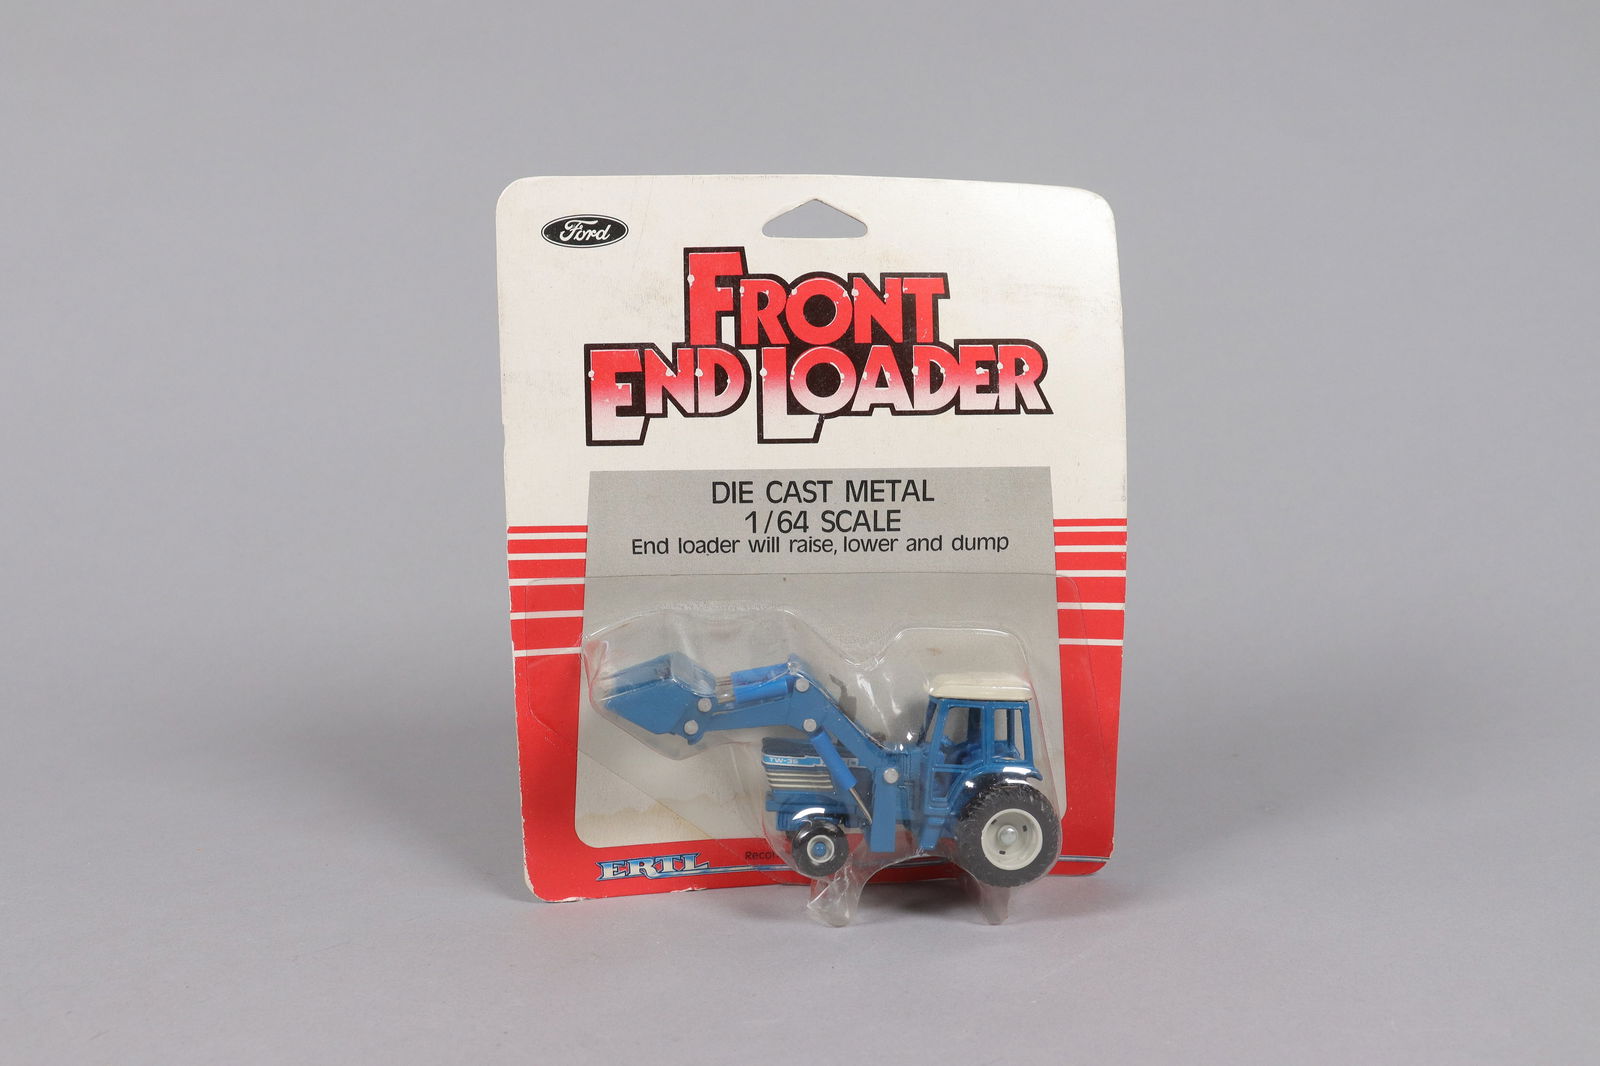 Ford
FRONT
END LOADER
DIE CAST METAL
1/64 SCALE
End loader will raise, lower and dump
TW-35
ERTL